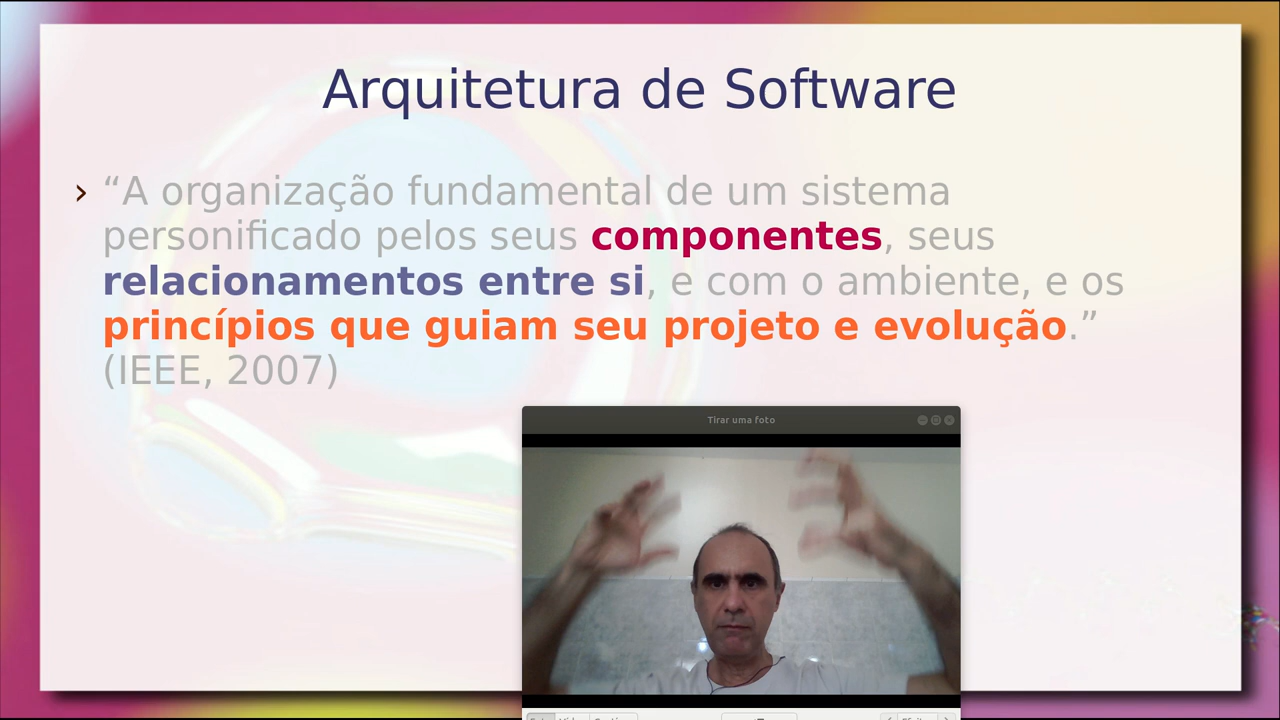 Arquitetura de Software
› “A organização fundamental de um sistema
personificado pelos seus componentes, seus
relacionamentos entre si, e com o ambiente, e os
princípios que guiam seu projeto e evolução.”
(IEEE, 2007)
Tirar uma foto